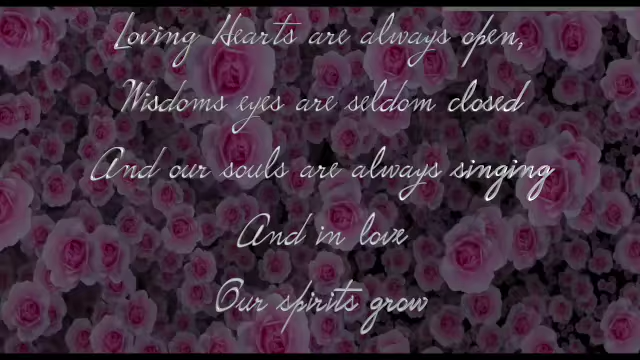 Loving Hearts are always open,
Wisdoms eyes are seldom closed
And our souls are always singing
And in love
Our spirits grow